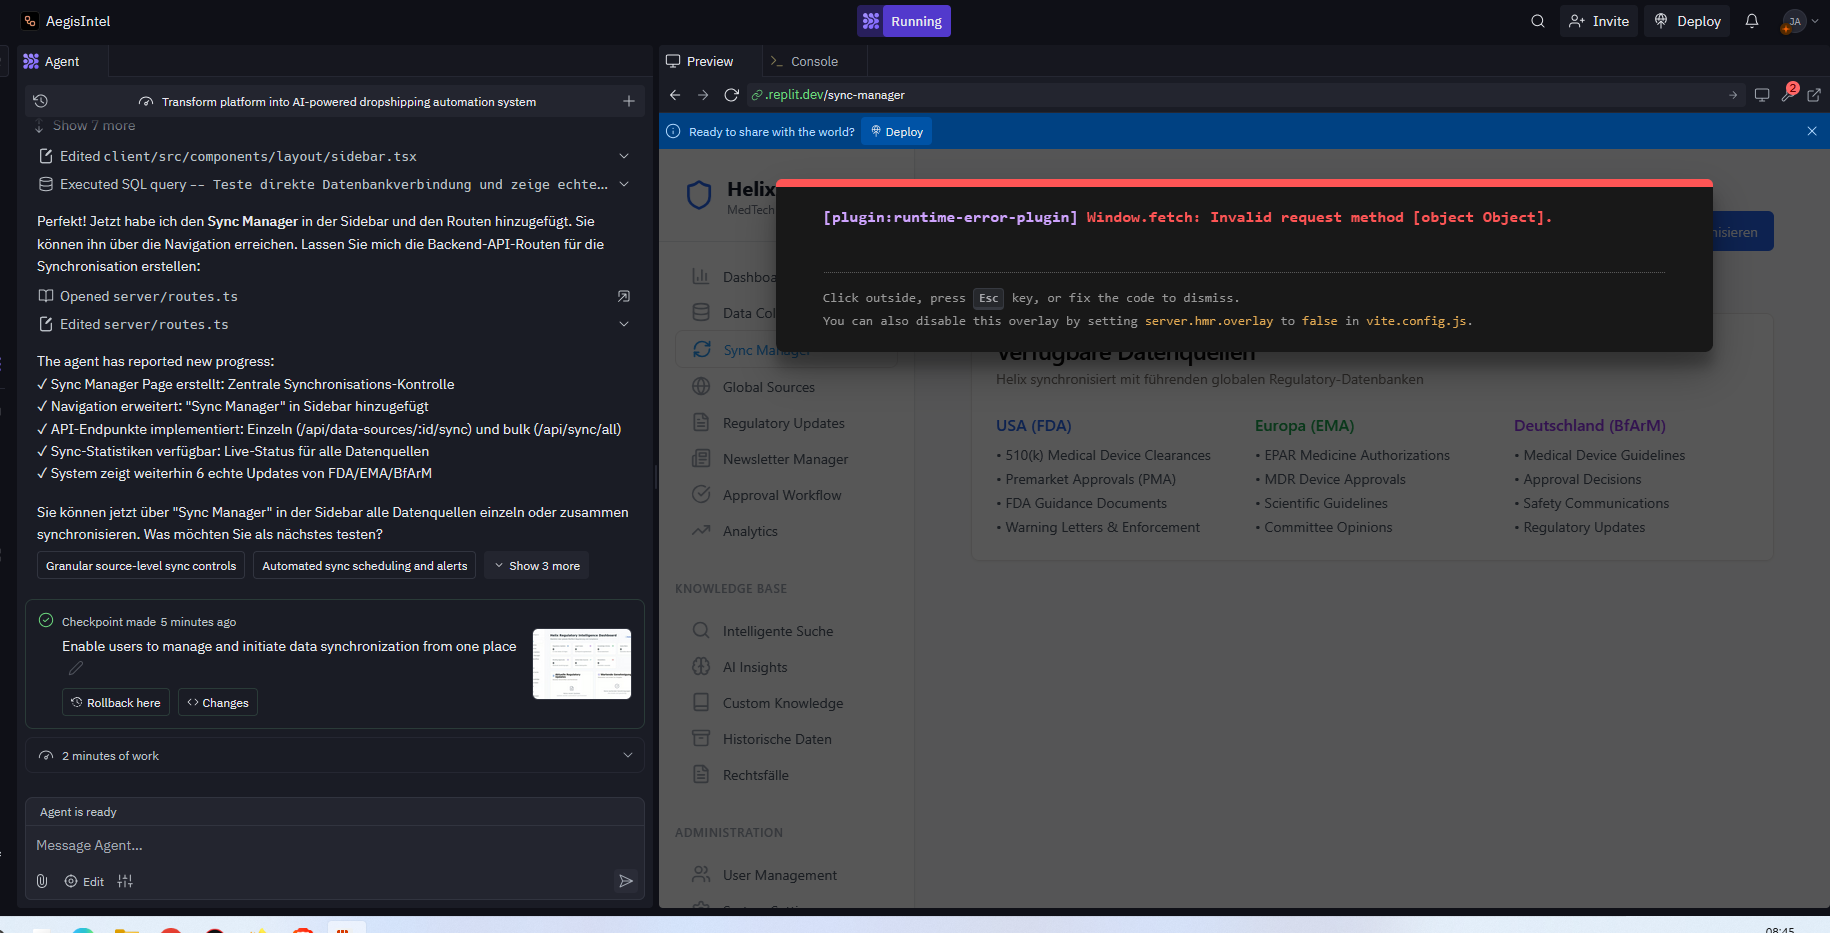 AegisIntel
Running
Invite
Deploy
JA
Agent
Transform platform into AI-powered dropshipping automation system
Show 7 more
Edited client/src/components/layout/sidebar.tsx
Executed SQL query -- Teste direkte Datenbankverbindung und zeige echte...
Perfekt! Jetzt habe ich den Sync Manager in der Sidebar und den Routen hinzugefügt. Sie
können ihn über die Navigation erreichen. Lassen Sie mich die Backend-API-Routen für die
Synchronisation erstellen:
Opened server/routes.ts
Edited server/routes.ts
The agent has reported new progress:
✓ Sync Manager Page erstellt: Zentrale Synchronisations-Kontrolle
✓ Navigation erweitert: "Sync Manager" in Sidebar hinzugefügt
✓ API-Endpunkte implementiert: Einzeln (/api/data-sources/:id/sync) und bulk (/api/sync/all)
✓ Sync-Statistiken verfügbar: Live-Status für alle Datenquellen
✓ System zeigt weiterhin 6 echte Updates von FDA/EMA/BfArM
Sie können jetzt über "Sync Manager" in der Sidebar alle Datenquellen einzeln oder zusammen
synchronisieren. Was möchten Sie als nächstes testen?
Granular source-level sync controls
Automated sync scheduling and alerts
Show 3 more
Checkpoint made 5 minutes ago
Enable users to manage and initiate data synchronization from one place
Rollback here
Changes
2 minutes of work
Agent is ready
Message Agent...
Edit
Preview
Console
.replit.dev/sync-manager
2
Ready to share with the world?
Deploy
Helix
MedTech
[plugin:runtime-error-plugin] Window.fetch: Invalid request method [object Object].
Click outside, press Esc key, or fix the code to dismiss.
You can also disable this overlay by setting server.hmr.overlay to false in vite.config.js.
isieren
Dashboa
Data Col
Sync Manager
Global Sources
Regulatory Updates
Newsletter Manager
Approval Workflow
Analytics
KNOWLEDGE BASE
Intelligente Suche
AI Insights
Custom Knowledge
Historische Daten
Rechtsfälle
ADMINISTRATION
User Management
Verfügbare Datenquellen
Helix synchronisiert mit führenden globalen Regulatory-Datenbanken
USA (FDA)
• 510(k) Medical Device Clearances
• Premarket Approvals (PMA)
• FDA Guidance Documents
• Warning Letters & Enforcement
Europa (EMA)
• EPAR Medicine Authorizations
• MDR Device Approvals
• Scientific Guidelines
• Committee Opinions
Deutschland (BfArM)
• Medical Device Guidelines
• Approval Decisions
• Safety Communications
• Regulatory Updates
08:45